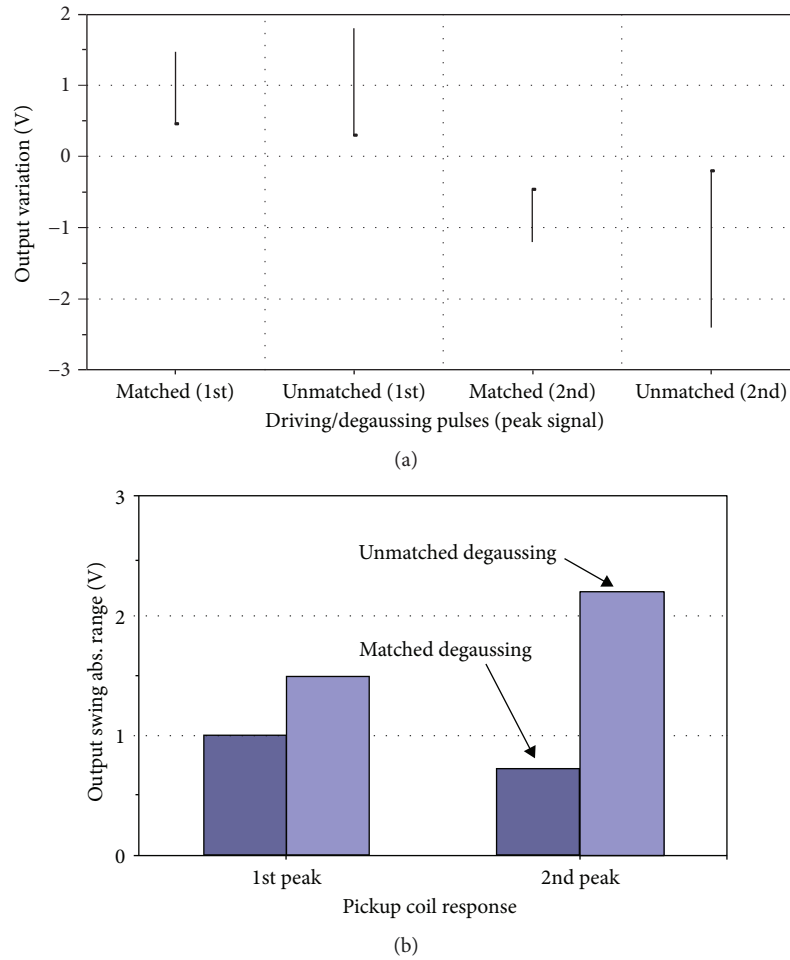 2
1
0
−1
−2
−3
Output variation (V)
Matched (1st)
Unmatched (1st)
Matched (2nd)
Unmatched (2nd)
Driving/degaussing pulses (peak signal)
(a)
3
2
1
0
Output swing abs. range (V)
Unmatched degaussing
Matched degaussing
1st peak
2nd peak
Pickup coil response
(b)